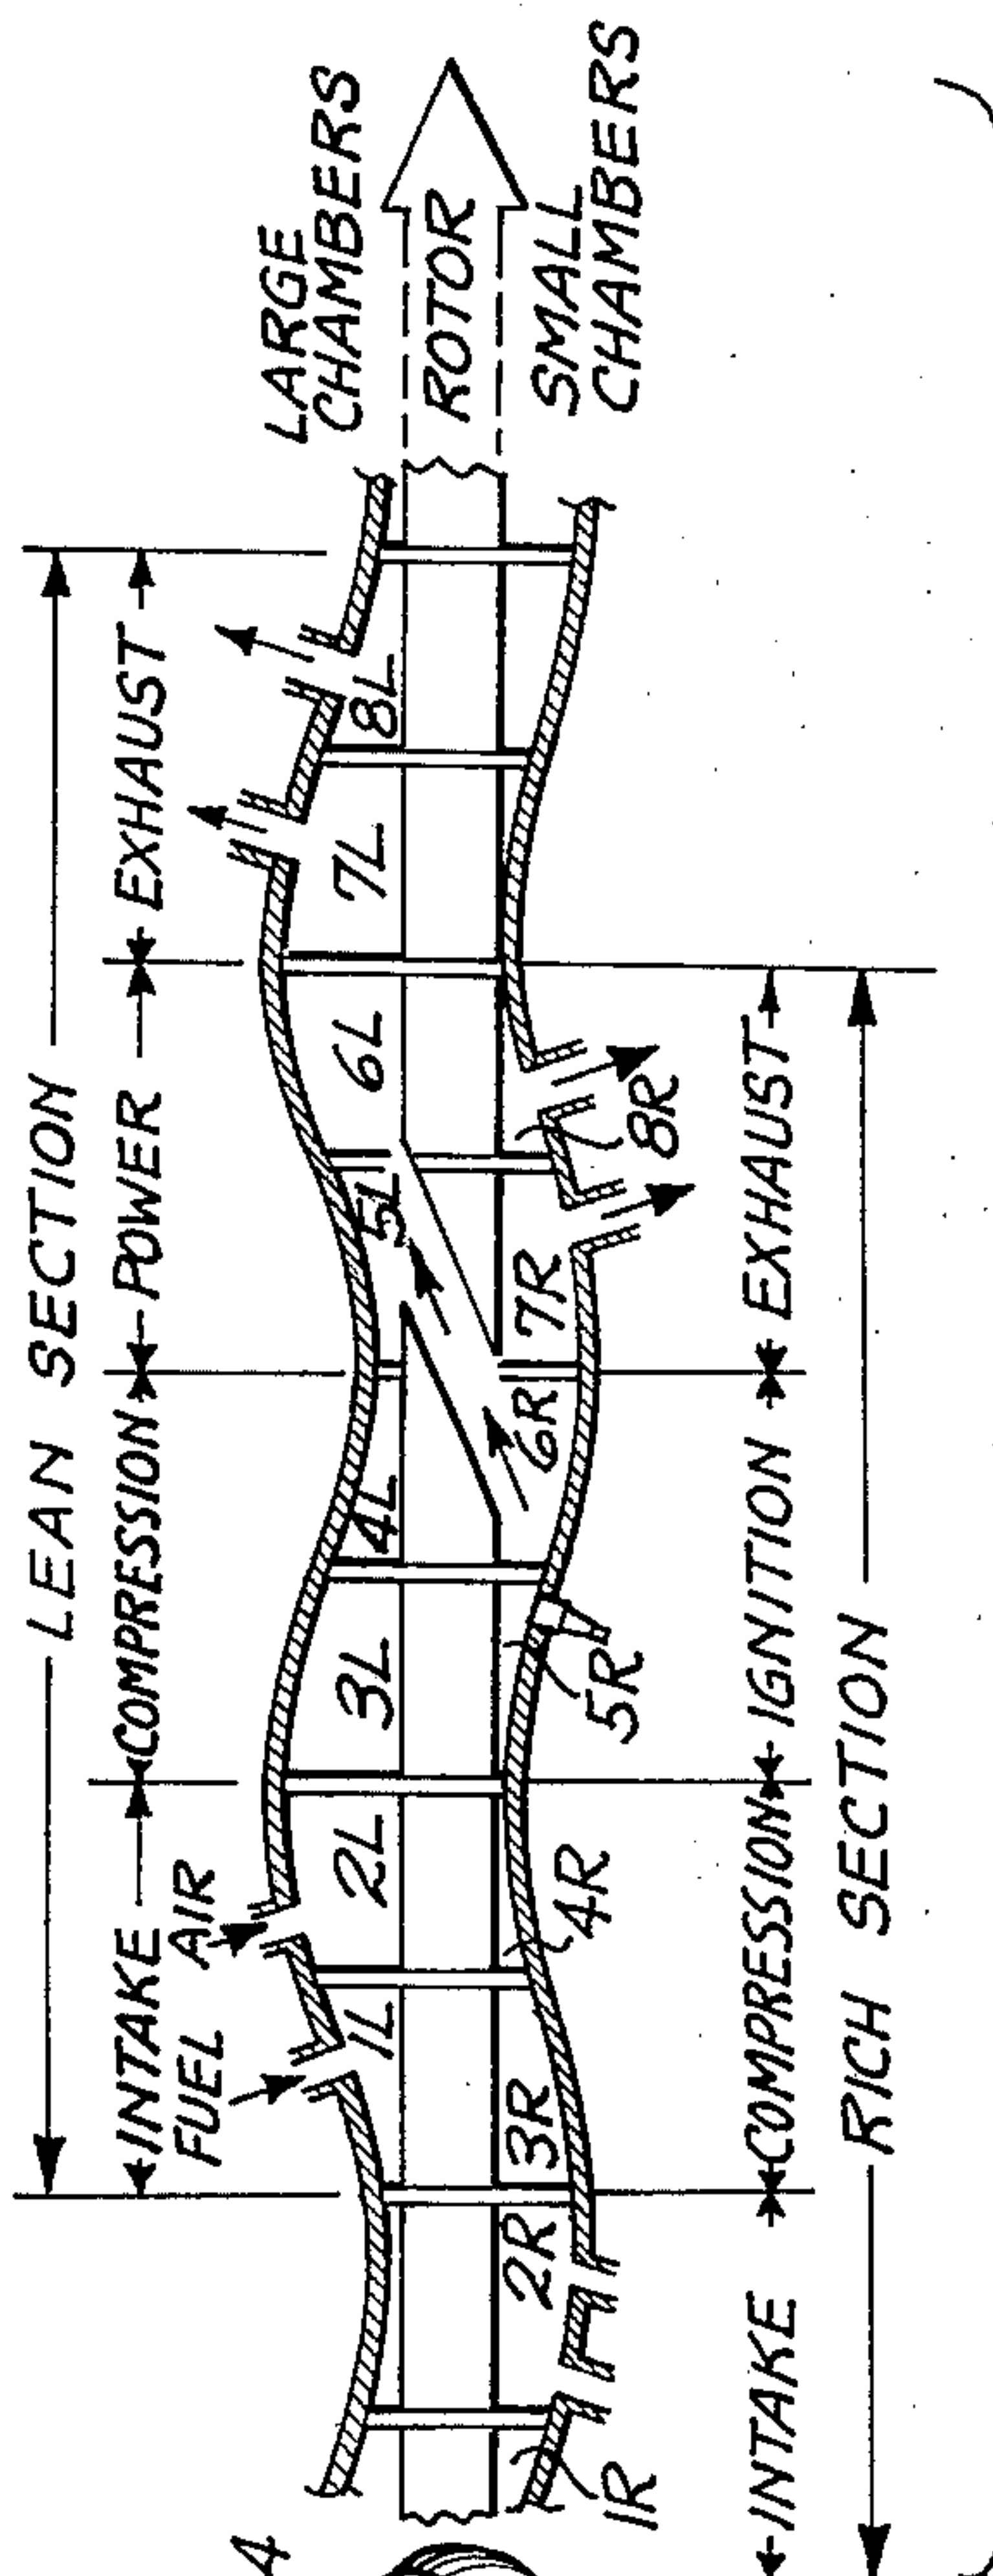 LEAN SECTION
INTAKE
COMPRESSION
POWER
EXHAUST
FUEL
AIR
LARGE
CHAMBERS
1L
2L
3L
4L
5L
6L
7L
8L
ROTOR
SMALL
CHAMBERS
1R
2R
3R
4R
5R
6R
7R
8R
INTAKE
COMPRESSION
IGNITION
EXHAUST
RICH SECTION
A